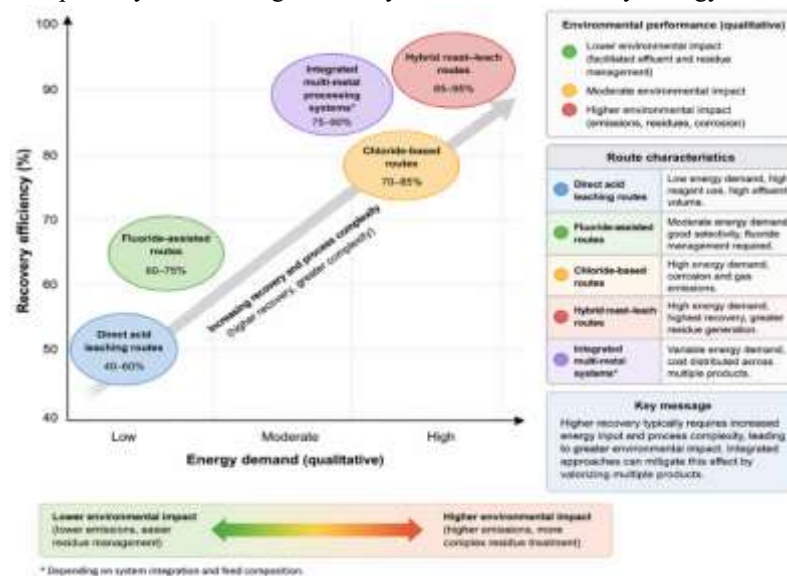 100
90
80
70
60
50
40
Recovery efficiency (%)
Hybrid roast–leach
routes
85–95%
Integrated
multi-metal
processing
systems*
75–90%
Chloride-based
routes
70–85%
Fluoride-assisted
routes
60–75%
Direct acid
leaching routes
40–60%
Increasing recovery and process complexity
(higher recovery, greater complexity)
Low
Moderate
High
Energy demand (qualitative)
Environmental performance (qualitative)
Lower environmental impact
(facilitated effluent and residue
management)
Moderate environmental impact
Higher environmental impact
(emissions, residues, corrosion)
Route characteristics
Direct acid
leaching routes
Low energy demand, high
reagent use, high effluent
volume.
Fluoride-assisted
routes
Moderate energy demand
good selectivity, fluoride
management required.
Chloride-based
routes
High energy demand,
corrosion and gas
emissions.
Hybrid roast–leach
routes
High energy demand,
highest recovery, greater
residue generation.
Integrated
multi-metal
systems*
Variable energy demand,
cost distributed across
multiple products.
Key message
Higher recovery typically requires increased
energy input and process complexity, leading
to greater environmental impact. Integrated
approaches can mitigate this effect by
valorizing multiple products.
Lower environmental impact
(lower emissions, easier
residue management)
Higher environmental impact
(higher emissions, more
complex residue treatment)
* Depending on system integration and feed composition.